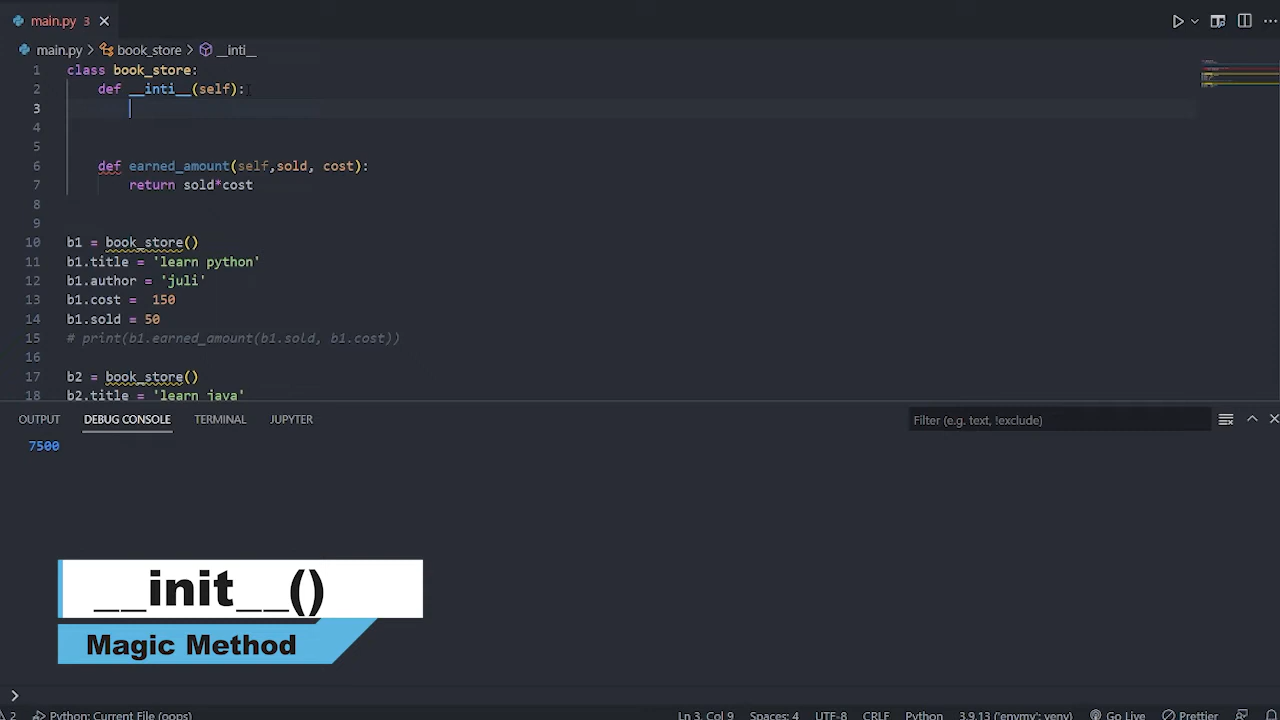 main.py 3
main.py > book_store > __inti__
1 class book_store:
2 def __inti__(self):
3
4
5
6 def earned_amount(self,sold, cost):
7 return sold*cost
8
9
10 b1 = book_store()
11 b1.title = 'learn python'
12 b1.author = 'juli'
13 b1.cost =  150
14 b1.sold = 50
15 # print(b1.earned_amount(b1.sold, b1.cost))
16
17 b2 = book_store()
18 b2.title = 'learn java'
OUTPUT DEBUG CONSOLE TERMINAL JUPYTER Filter (e.g. text, !exclude)
7500
__init__()
Magic Method
>
2 Python: Current File (oops) Ln 3, Col 9 Spaces: 4 UTF-8 CRLF Python 3.9.13 ('envmy': venv) Go Live Prettier